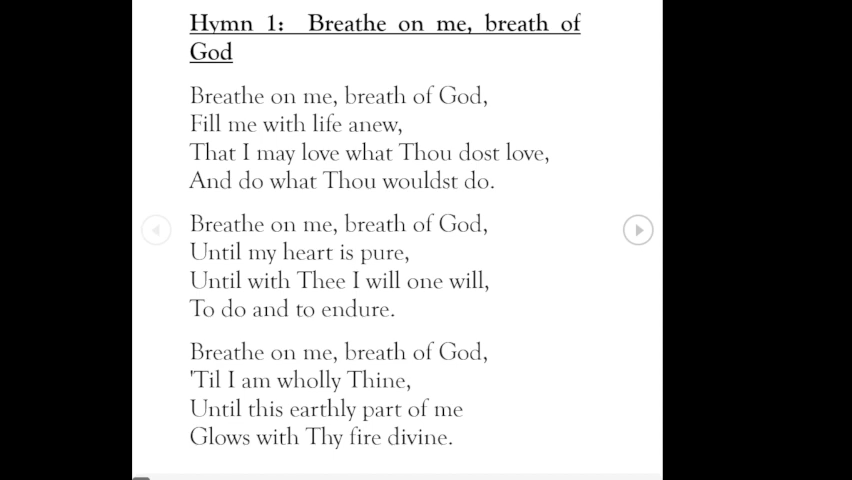 Hymn 1: Breathe on me, breath of
God
Breathe on me, breath of God,
Fill me with life anew,
That I may love what Thou dost love,
And do what Thou wouldst do.
Breathe on me, breath of God,
Until my heart is pure,
Until with Thee I will one will,
To do and to endure.
Breathe on me, breath of God,
'Til I am wholly Thine,
Until this earthly part of me
Glows with Thy fire divine.